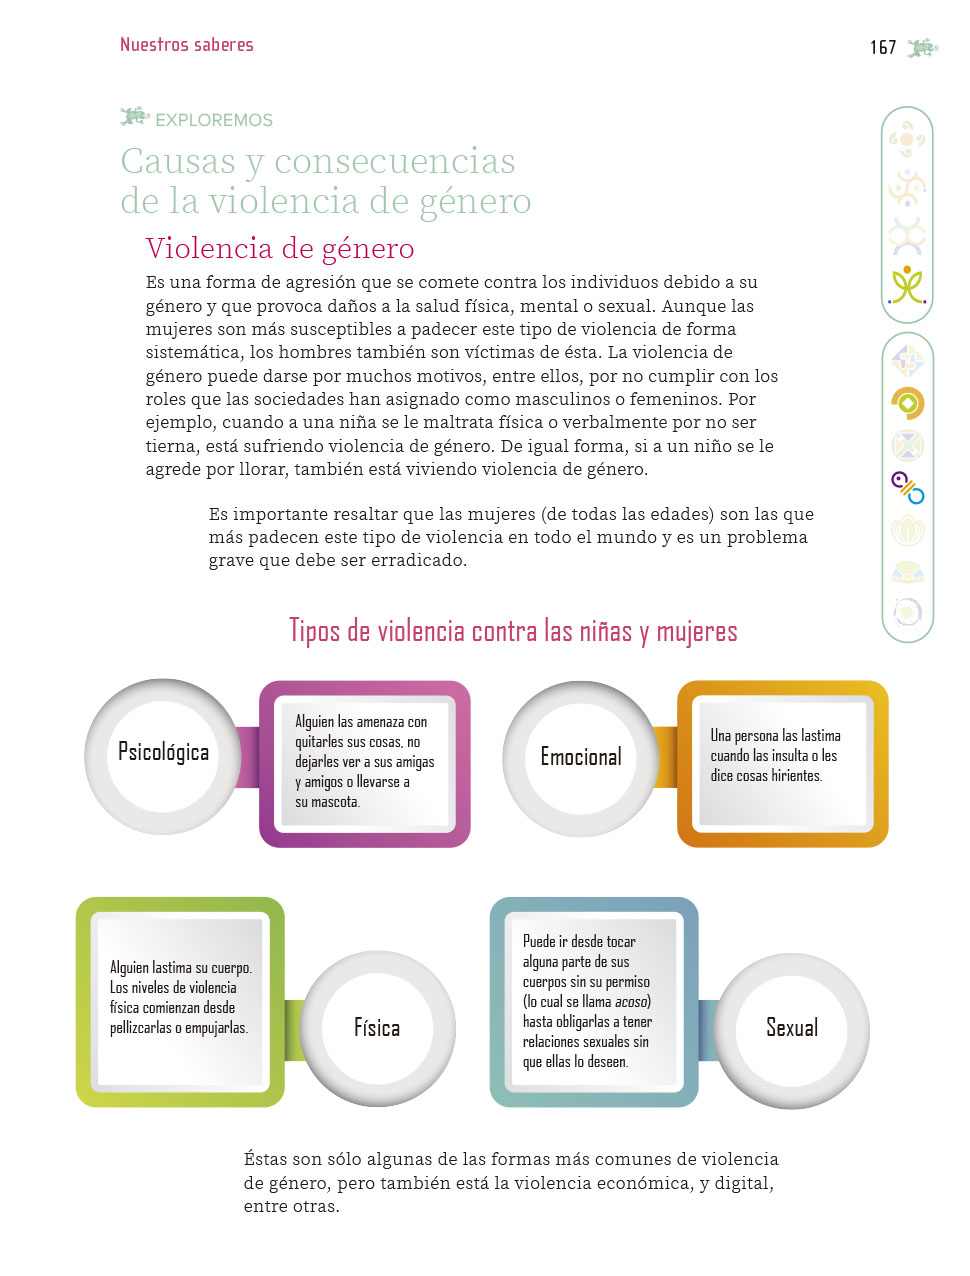 Nuestros saberes
167
EXPLOREMOS
Causas y consecuencias
de la violencia de género
Violencia de género
Es una forma de agresión que se comete contra los individuos debido a su
género y que provoca daños a la salud física, mental o sexual. Aunque las
mujeres son más susceptibles a padecer este tipo de violencia de forma
sistemática, los hombres también son víctimas de ésta. La violencia de
género puede darse por muchos motivos, entre ellos, por no cumplir con los
roles que las sociedades han asignado como masculinos o femeninos. Por
ejemplo, cuando a una niña se le maltrata física o verbalmente por no ser
tierna, está sufriendo violencia de género. De igual forma, si a un niño se le
agrede por llorar, también está viviendo violencia de género.
Es importante resaltar que las mujeres (de todas las edades) son las que
más padecen este tipo de violencia en todo el mundo y es un problema
grave que debe ser erradicado.
Tipos de violencia contra las niñas y mujeres
Psicológica
Alguien las amenaza con
quitarles sus cosas, no
dejarles ver a sus amigas
y amigos o llevarse a
su mascota.
Emocional
Una persona las lastima
cuando las insulta o les
dice cosas hirientes.
Alguien lastima su cuerpo.
Los niveles de violencia
física comienzan desde
pellizcarlas o empujarlas.
Física
Puede ir desde tocar
alguna parte de sus
cuerpos sin su permiso
(lo cual se llama acoso)
hasta obligarlas a tener
relaciones sexuales sin
que ellas lo deseen.
Sexual
Éstas son sólo algunas de las formas más comunes de violencia
de género, pero también está la violencia económica, y digital,
entre otras.